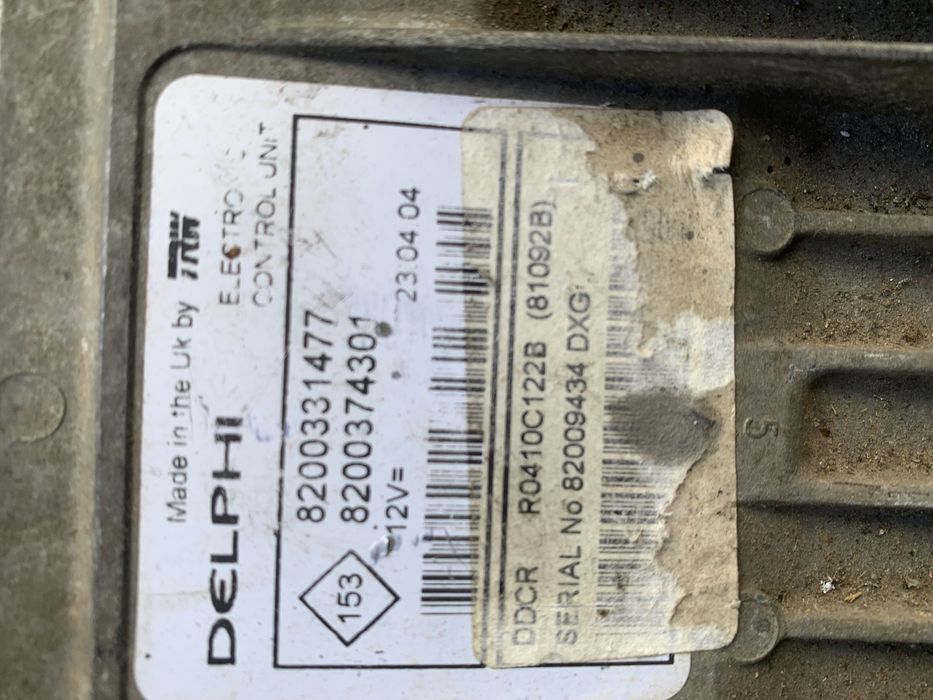 Made in the Uk by TRW
DELPHI
ELECTRO
CONTROL UNIT
8200331477
8200374301
153
12V=
23 04 04
DDCR R0410C122B (81092B)
SERIAL No 82009434 DXG
5